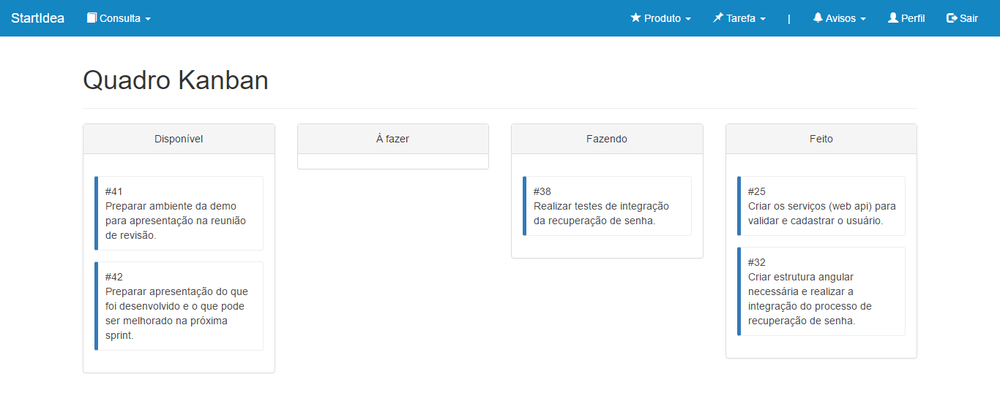 StartIdea Consulta Produto Tarefa | Avisos Perfil Sair
Quadro Kanban
Disponível
#41
Preparar ambiente da demo
para apresentação na reunião
de revisão.
#42
Preparar apresentação do que
foi desenvolvido e o que pode
ser melhorado na próxima
sprint.
À fazer
Fazendo
#38
Realizar testes de integração
da recuperação de senha.
Feito
#25
Criar os serviços (web api) para
validar e cadastrar o usuário.
#32
Criar estrutura angular
necessária e realizar a
integração do processo de
recuperação de senha.